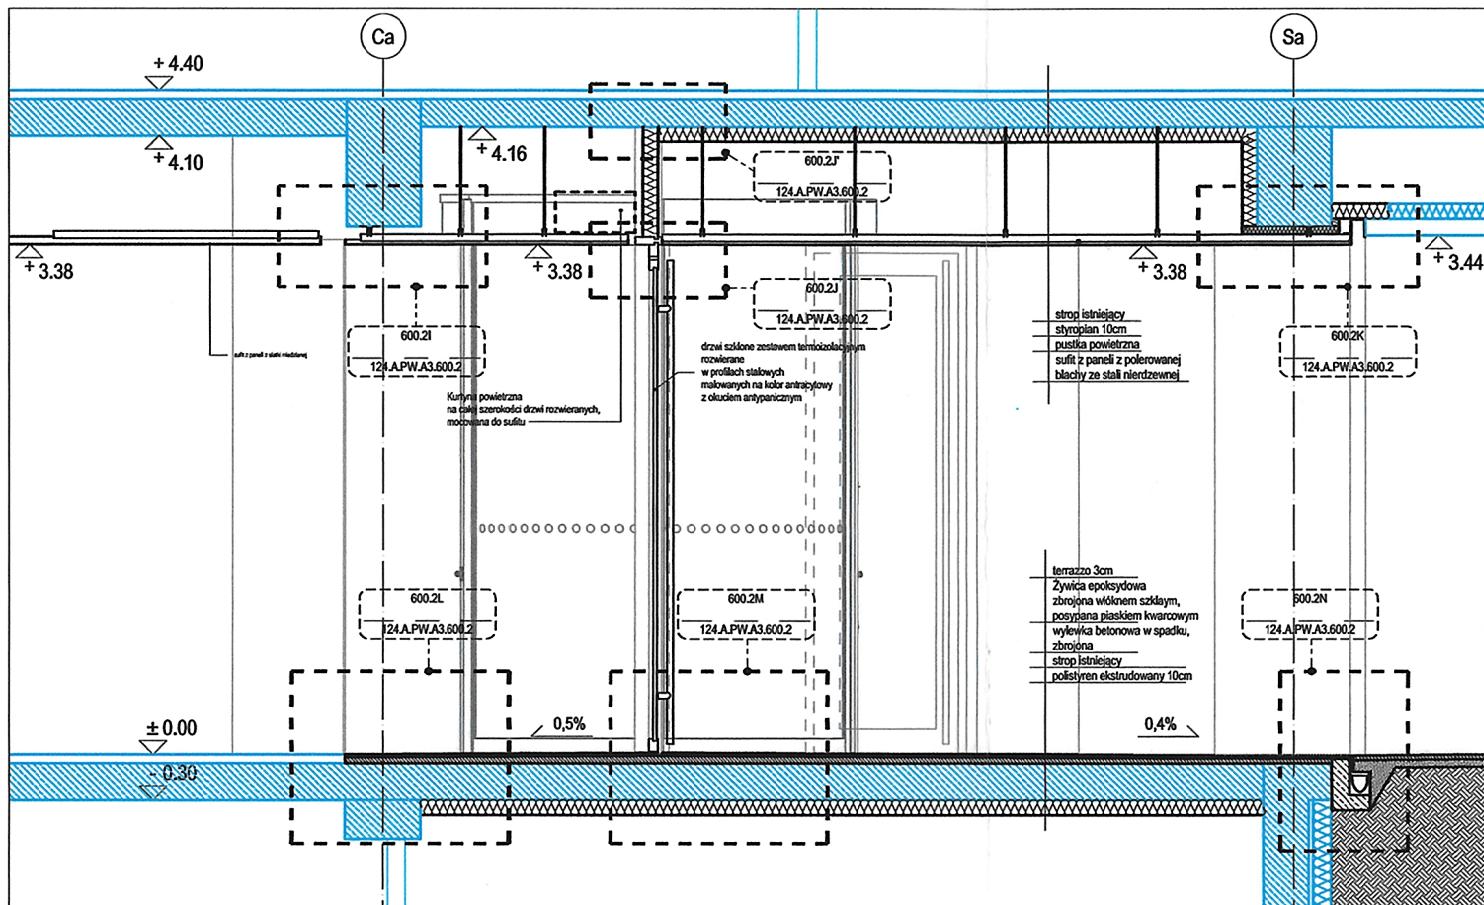 Ca
Sa
+ 4.40
+ 4.10
+ 4.16
600.2J'
124.A.PW.A3.600.2
+ 3.38
+ 3.38
+ 3.38
+ 3.44
600.2J
124.A.PW.A3.600.2
600.2I
124.A.PW.A3.600.2
600.2K
124.A.PW.A3.600.2
strop istniejący
styropian 10cm
pustka powietrzna
sufit z paneli z polerowanej
blachy ze stali nierdzewnej
sufit z paneli z siatki miedzianej
drzwi szklone zestawem termoizolacyjnym
rozwierane
w profilach stalowych
malowanych na kolor antracytowy
z okuciem antypanicznym
Kurtyna powietrzna
na całej szerokości drzwi rozwieranych,
mocowana do sufitu
terrazzo 3cm
Żywica epoksydowa
zbrojona włóknem szklaym,
posypana piaskiem kwarcowym
wylewka betonowa w spadku,
zbrojona
strop istniejący
polistyren ekstrudowany 10cm
600.2L
124.A.PW.A3.600.2
600.2M
124.A.PW.A3.600.2
600.2N
124.A.PW.A3.600.2
± 0.00
0,5%
0,4%
- 0.30